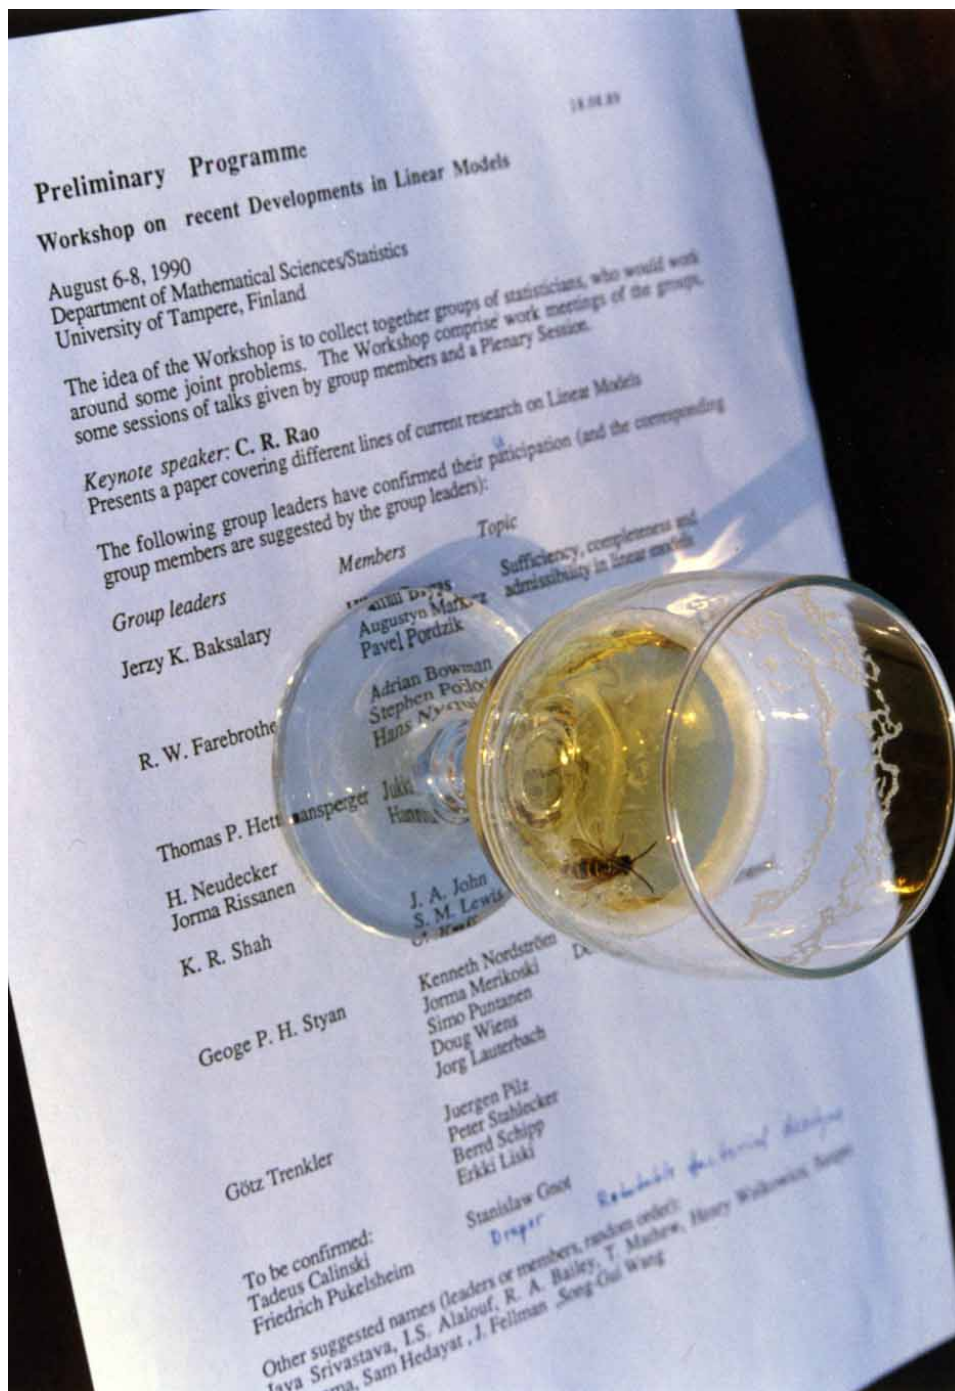 18.08.89
Preliminary Programme
Workshop on recent Developments in Linear Models
August 6-8, 1990
Department of Mathematical Sciences/Statistics
University of Tampere, Finland
The idea of the Workshop is to collect together groups of statisticians, who would work
around some joint problems. The Workshop comprise work meetings of the groups,
some sessions of talks given by group members and a Plenary Session.
Keynote speaker: C. R. Rao
Presents a paper covering different lines of current research on Linear Models
The following group leaders have confirmed their paticipation (and the corresponding
group members are suggested by the group leaders):
Group leaders Members Topic
Jerzy K. Baksalary
Augustyn Sufficiency, completeness and
Pavel Pordzik admissibility in linear models
R. W. Farebrothe
Adrian Bowman
Stephen
Hans
Thomas P.
H. Neudecker
Jorma Rissanen
K. R. Shah J. A. John
S. M. Lewis
Geoge P. H. Styan Kenneth Nordström
Jorma Merikoski
Simo Puntanen
Doug Wiens
Jorg Lauterbach
Götz Trenkler Juergen Pilz
Peter Stahlecker
Bernd Schipp
Erkki Liski
To be confirmed:
Tadeus Calinski Stanislaw Gnot
Friedrich Pukelsheim Draper Rotatable factorial designs
Other suggested names (leaders or members, random order):
Jaya Srivastava, I.S. Alalouf, R. A. Bailey, T. Mathew, Henry
Sam Hedayat , J. Fellman ,Song-Gui Wang